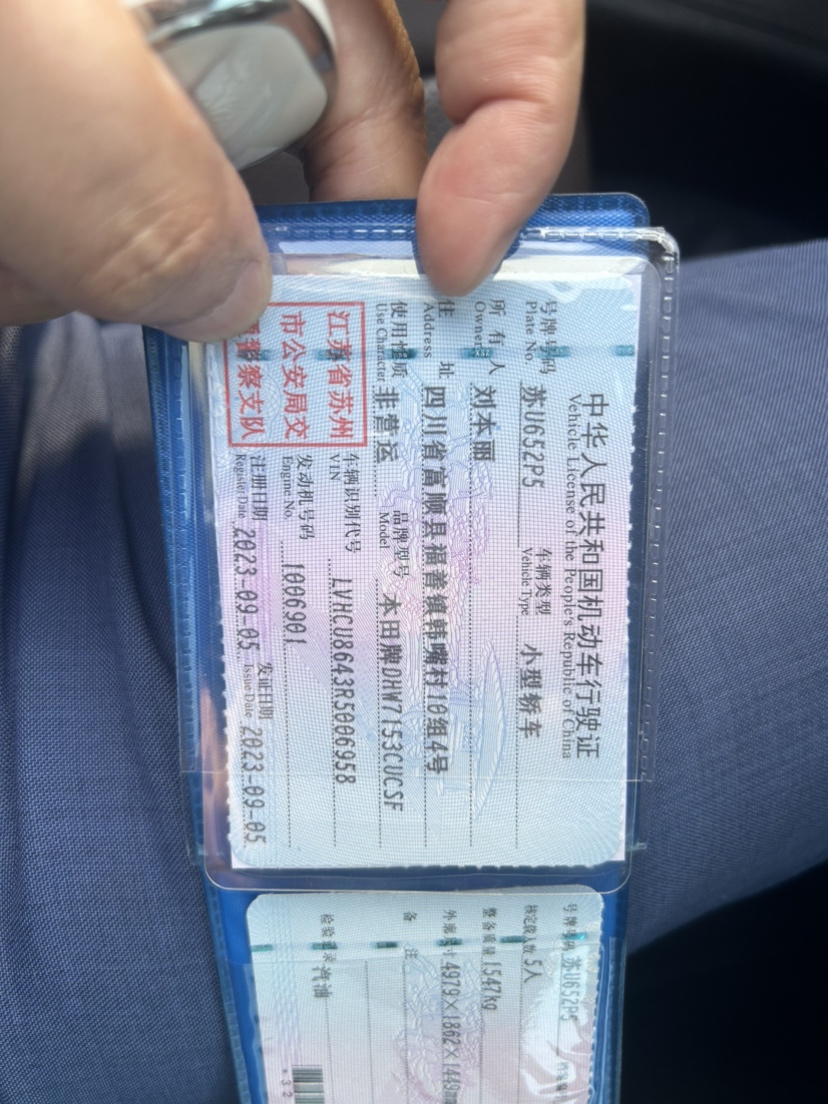 中华人民共和国机动车行驶证
Vehicle License of the People's Republic of China
号牌号码 苏U652P5 车辆类型 小型轿车
Plate No. Vehicle Type
所有人 刘本丽
Owner
住址 四川省富顺县福善镇韩嘴村10组4号
Address
使用性质 非营运 品牌型号 本田牌DHW7153CUCSF
Use Character Model
江苏省苏州
市公安局交
警察支队
车辆识别代号 LVHCU8643R5006958
VIN
发动机号码 1006901
Engine No.
注册日期 2023-09-05 发证日期 2023-09-05
Register Date Issue Date
号牌号码 苏U652P5
核定载人数 5人
整备质量 1547kg
外廓尺寸 4979×1862×1449
备注
检验记录 汽油